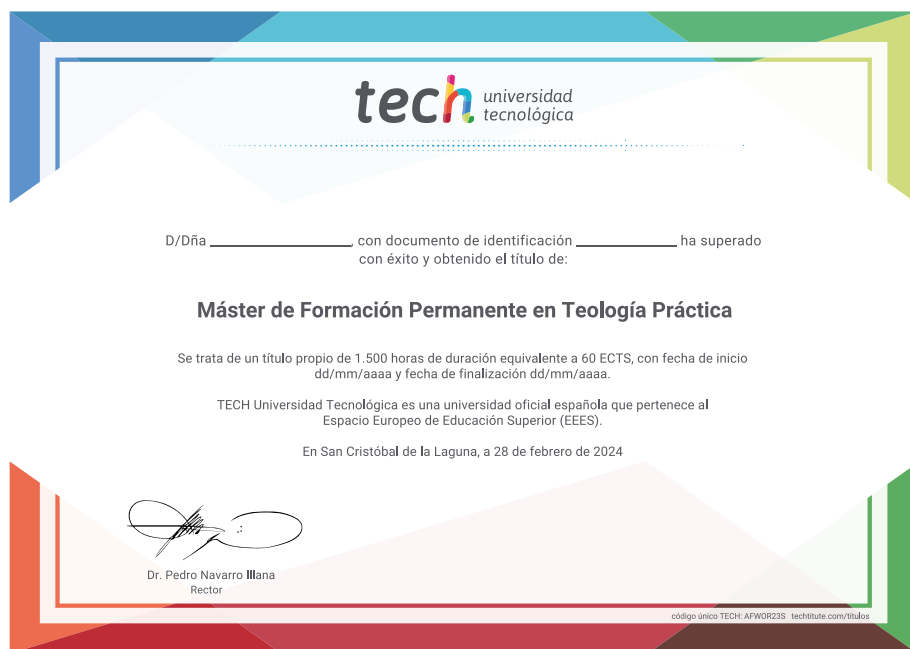 tech universidad
tecnológica
D/Dña ____________________, con documento de identificación ______________ ha superado
con éxito y obtenido el título de:
Máster de Formación Permanente en Teología Práctica
Se trata de un título propio de 1.500 horas de duración equivalente a 60 ECTS, con fecha de inicio
dd/mm/aaaa y fecha de finalización dd/mm/aaaa.
TECH Universidad Tecnológica es una universidad oficial española que pertenece al
Espacio Europeo de Educación Superior (EEES).
En San Cristóbal de la Laguna, a 28 de febrero de 2024
Dr. Pedro Navarro Illana
Rector
código único TECH: AFWOR23S techtitute.com/titulos